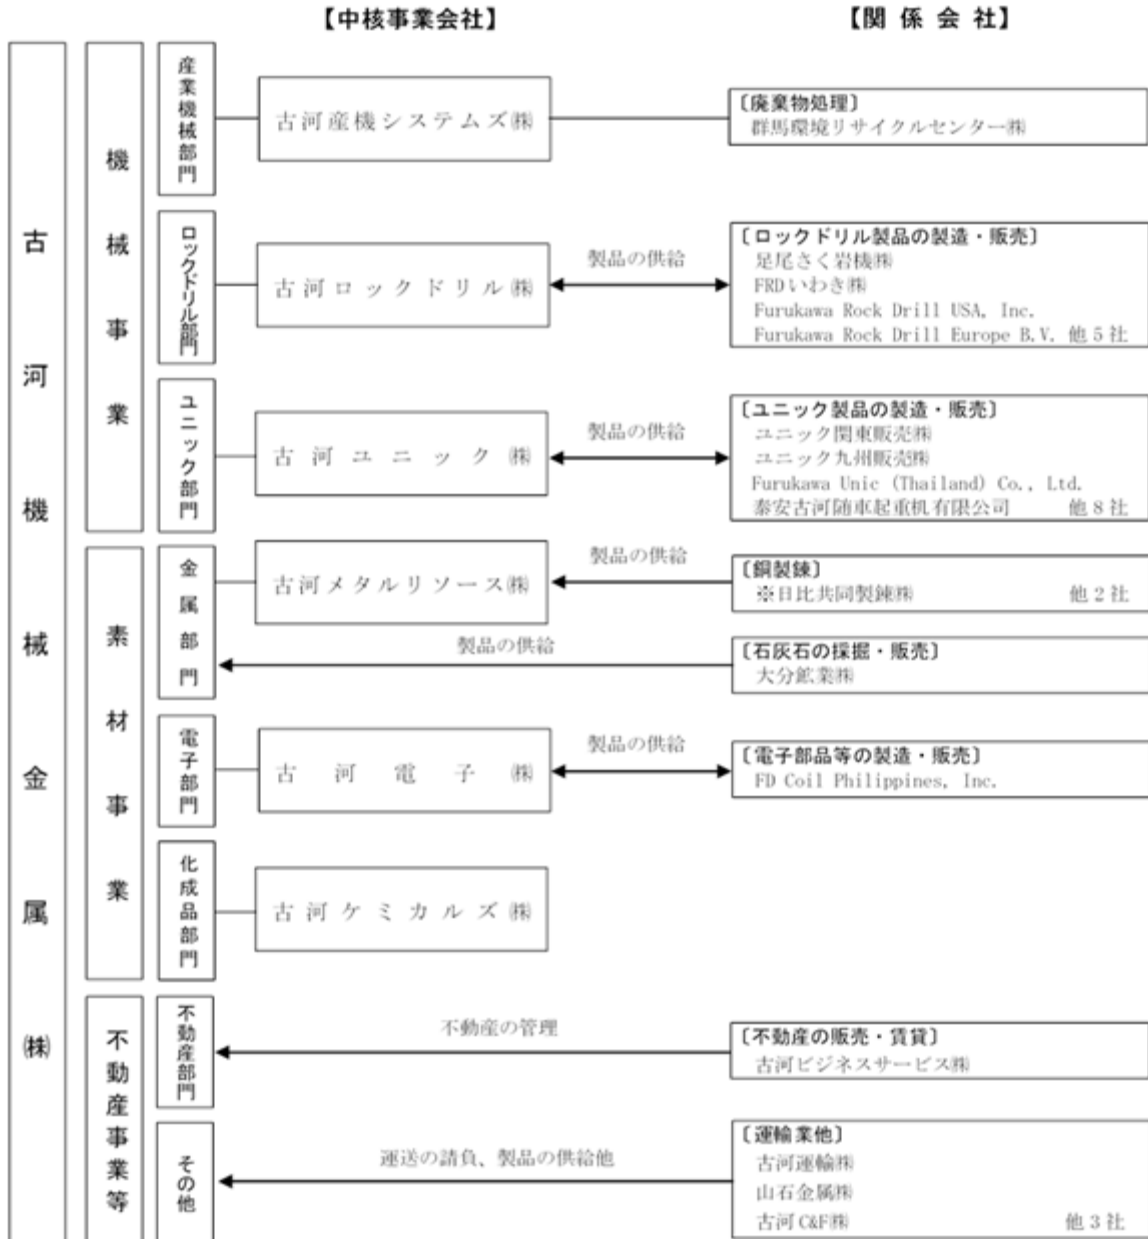 【中核事業会社】
【関 係 会 社】
古河機械金属㈱
機械事業
産業機械部門
古河産機システムズ㈱
〔廃棄物処理〕
群馬環境リサイクルセンター㈱
ロックドリル部門
古河ロックドリル㈱
製品の供給
〔ロックドリル製品の製造・販売〕
足尾さく岩機㈱
FRDいわき㈱
Furukawa Rock Drill USA, Inc.
Furukawa Rock Drill Europe B.V. 他５社
ユニック部門
古河ユニック㈱
製品の供給
〔ユニック製品の製造・販売〕
ユニック関東販売㈱
ユニック九州販売㈱
Furukawa Unic (Thailand) Co., Ltd.
泰安古河随車起重机有限公司 他８社
素材事業
金属部門
古河メタルリソース㈱
製品の供給
〔銅製錬〕
※日比共同製錬㈱ 他２社
製品の供給
〔石灰石の採掘・販売〕
大分鉱業㈱
電子部門
古河電子㈱
製品の供給
〔電子部品等の製造・販売〕
FD Coil Philippines, Inc.
化成品部門
古河ケミカルズ㈱
不動産事業等
不動産部門
不動産の管理
〔不動産の販売・賃貸〕
古河ビジネスサービス㈱
その他
運送の請負、製品の供給他
〔運輸業他〕
古河運輸㈱
山石金属㈱
古河C&F㈱ 他３社